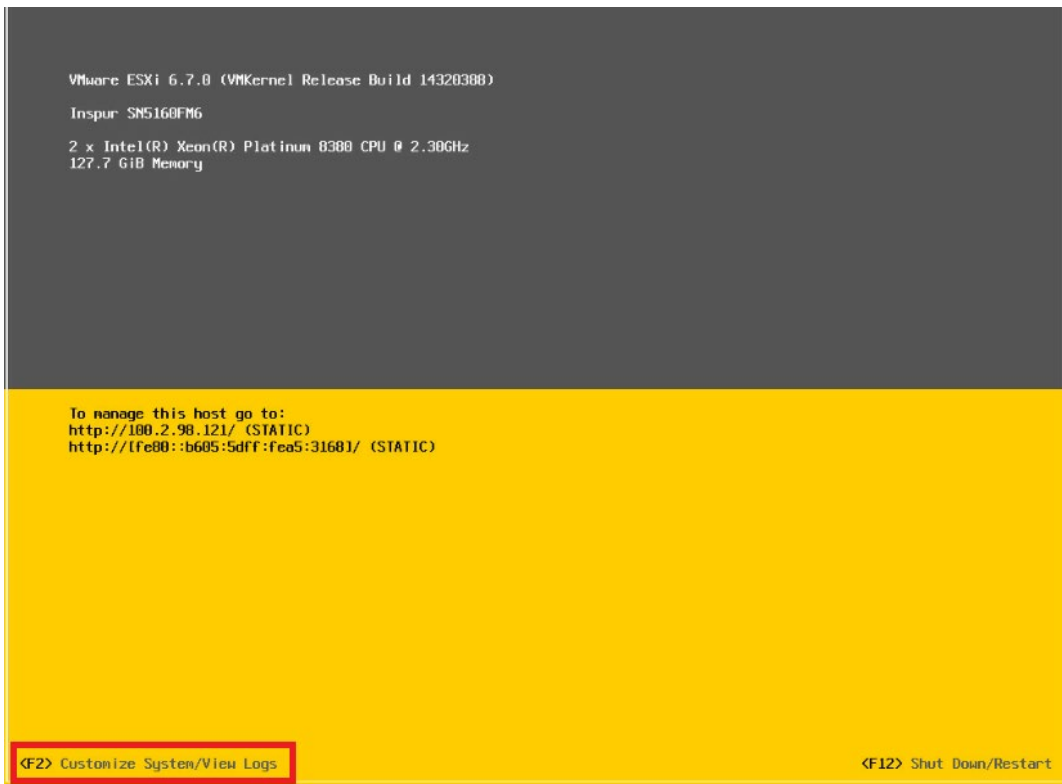 VMware ESXi 6.7.0 (VMKernel Release Build 14320388)
Inspur SN5160FM6
2 x Intel(R) Xeon(R) Platinum 8380 CPU @ 2.30GHz
127.7 GiB Memory
To manage this host go to:
http://100.2.98.121/ (STATIC)
http://[fe80::b605:5dff:fea5:3168]/ (STATIC)
<F2> Customize System/View Logs
<F12> Shut Down/Restart